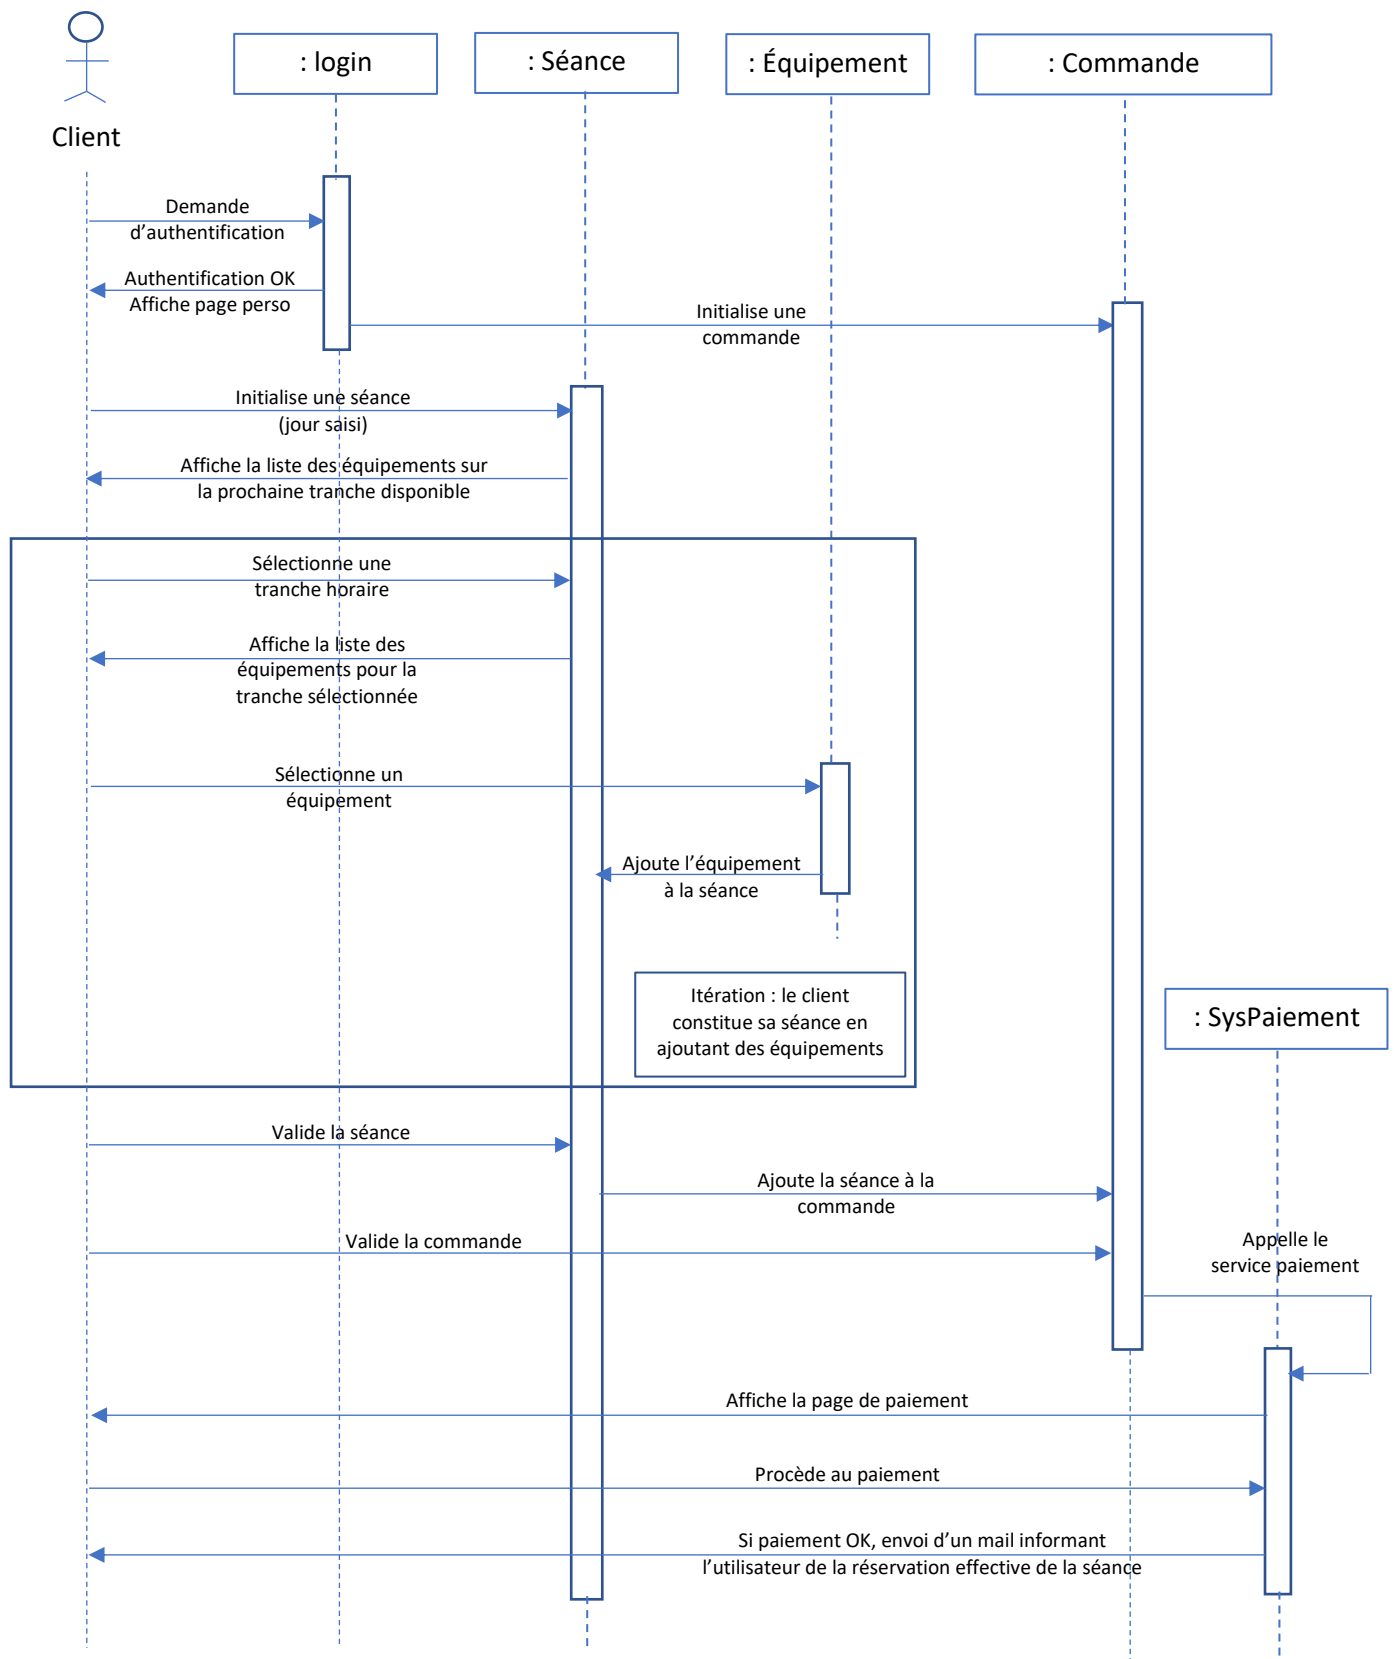 : login
: Séance
: Équipement
: Commande
Client
Demande
d’authentification
Authentification OK
Affiche page perso
Initialise une
commande
Initialise une séance
(jour saisi)
Affiche la liste des équipements sur
la prochaine tranche disponible
Sélectionne une
tranche horaire
Affiche la liste des
équipements pour la
tranche sélectionnée
Sélectionne un
équipement
Ajoute l’équipement
à la séance
Itération : le client
constitue sa séance en
ajoutant des équipements
: SysPaiement
Valide la séance
Ajoute la séance à la
commande
Valide la commande
Appelle le
service paiement
Affiche la page de paiement
Procède au paiement
Si paiement OK, envoi d’un mail informant
l’utilisateur de la réservation effective de la séance